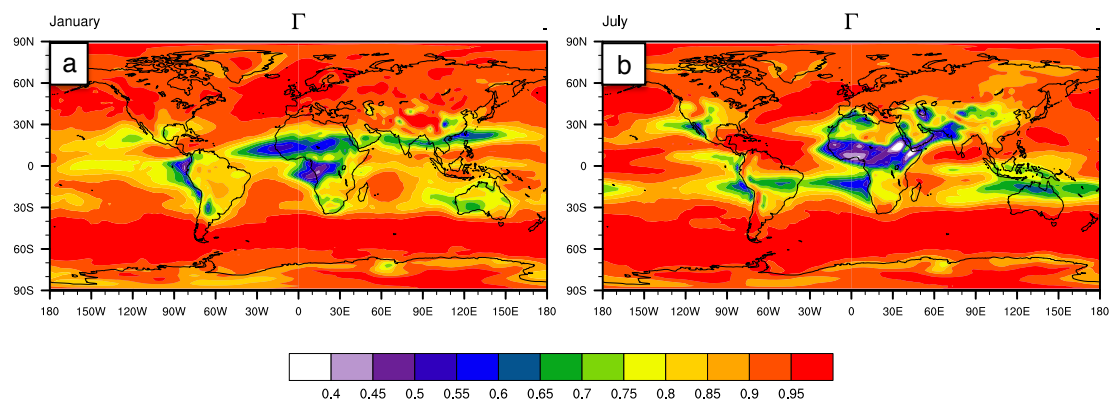 January Γ
July Γ
a
b
90N
60N
30N
0
30S
60S
90S
180 150W 120W 90W 60W 30W 0 30E 60E 90E 120E 150E 180
90N
60N
30N
0
30S
60S
90S
180 150W 120W 90W 60W 30W 0 30E 60E 90E 120E 150E 180
0.4 0.45 0.5 0.55 0.6 0.65 0.7 0.75 0.8 0.85 0.9 0.95